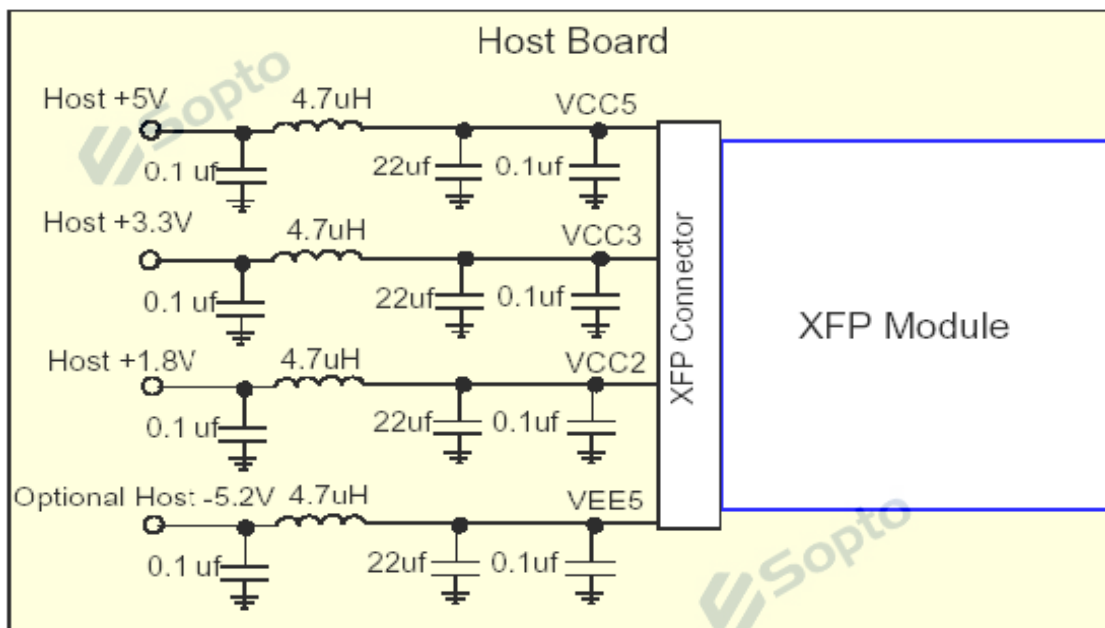 Host Board
Host +5V
4.7uH
VCC5
0.1 uf
22uf
0.1uf
Host +3.3V
4.7uH
VCC3
0.1 uf
22uf
0.1uf
Host +1.8V
4.7uH
VCC2
0.1 uf
22uf
0.1uf
Optional Host -5.2V
4.7uH
VEE5
0.1 uf
22uf
0.1uf
XFP Connector
XFP Module
Sopto
Sopto